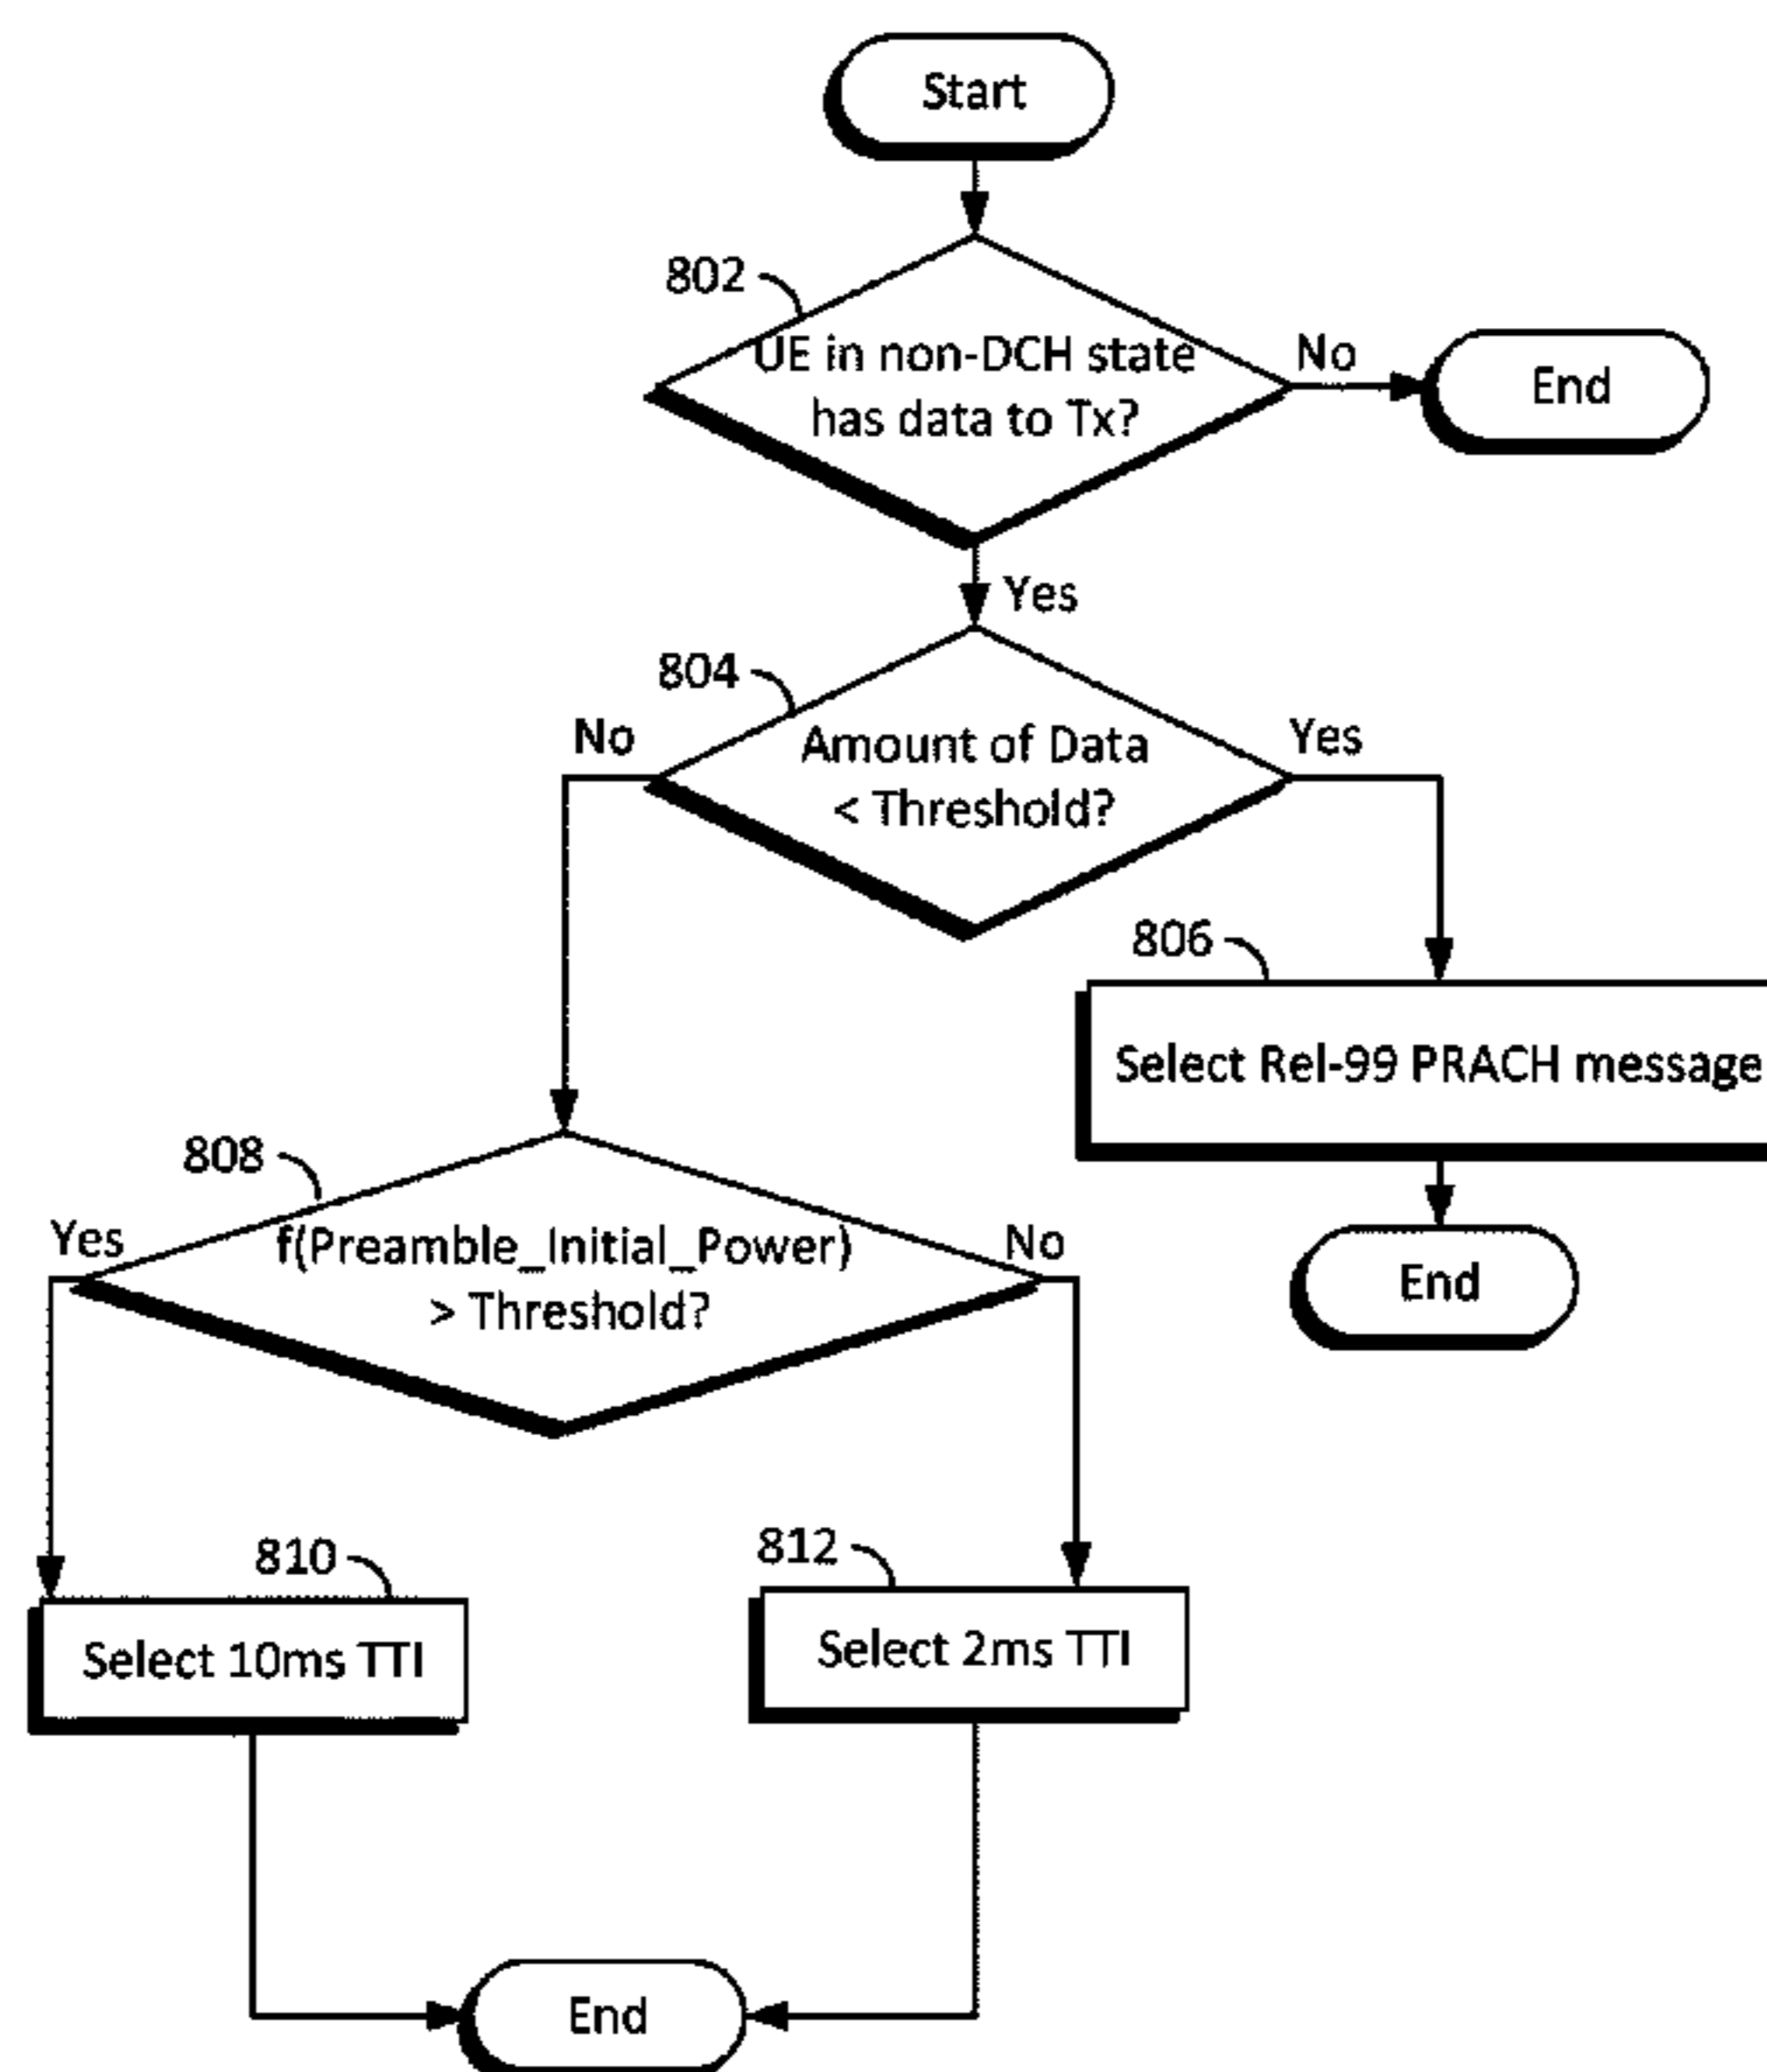 Start
802
UE in non-DCH state
has data to Tx?
No
End
Yes
804
No
Amount of Data
< Threshold?
Yes
806
Select Rel-99 PRACH message
End
808
Yes
f(Preamble_Initial_Power)
> Threshold?
No
810
Select 10ms TTI
812
Select 2ms TTI
End